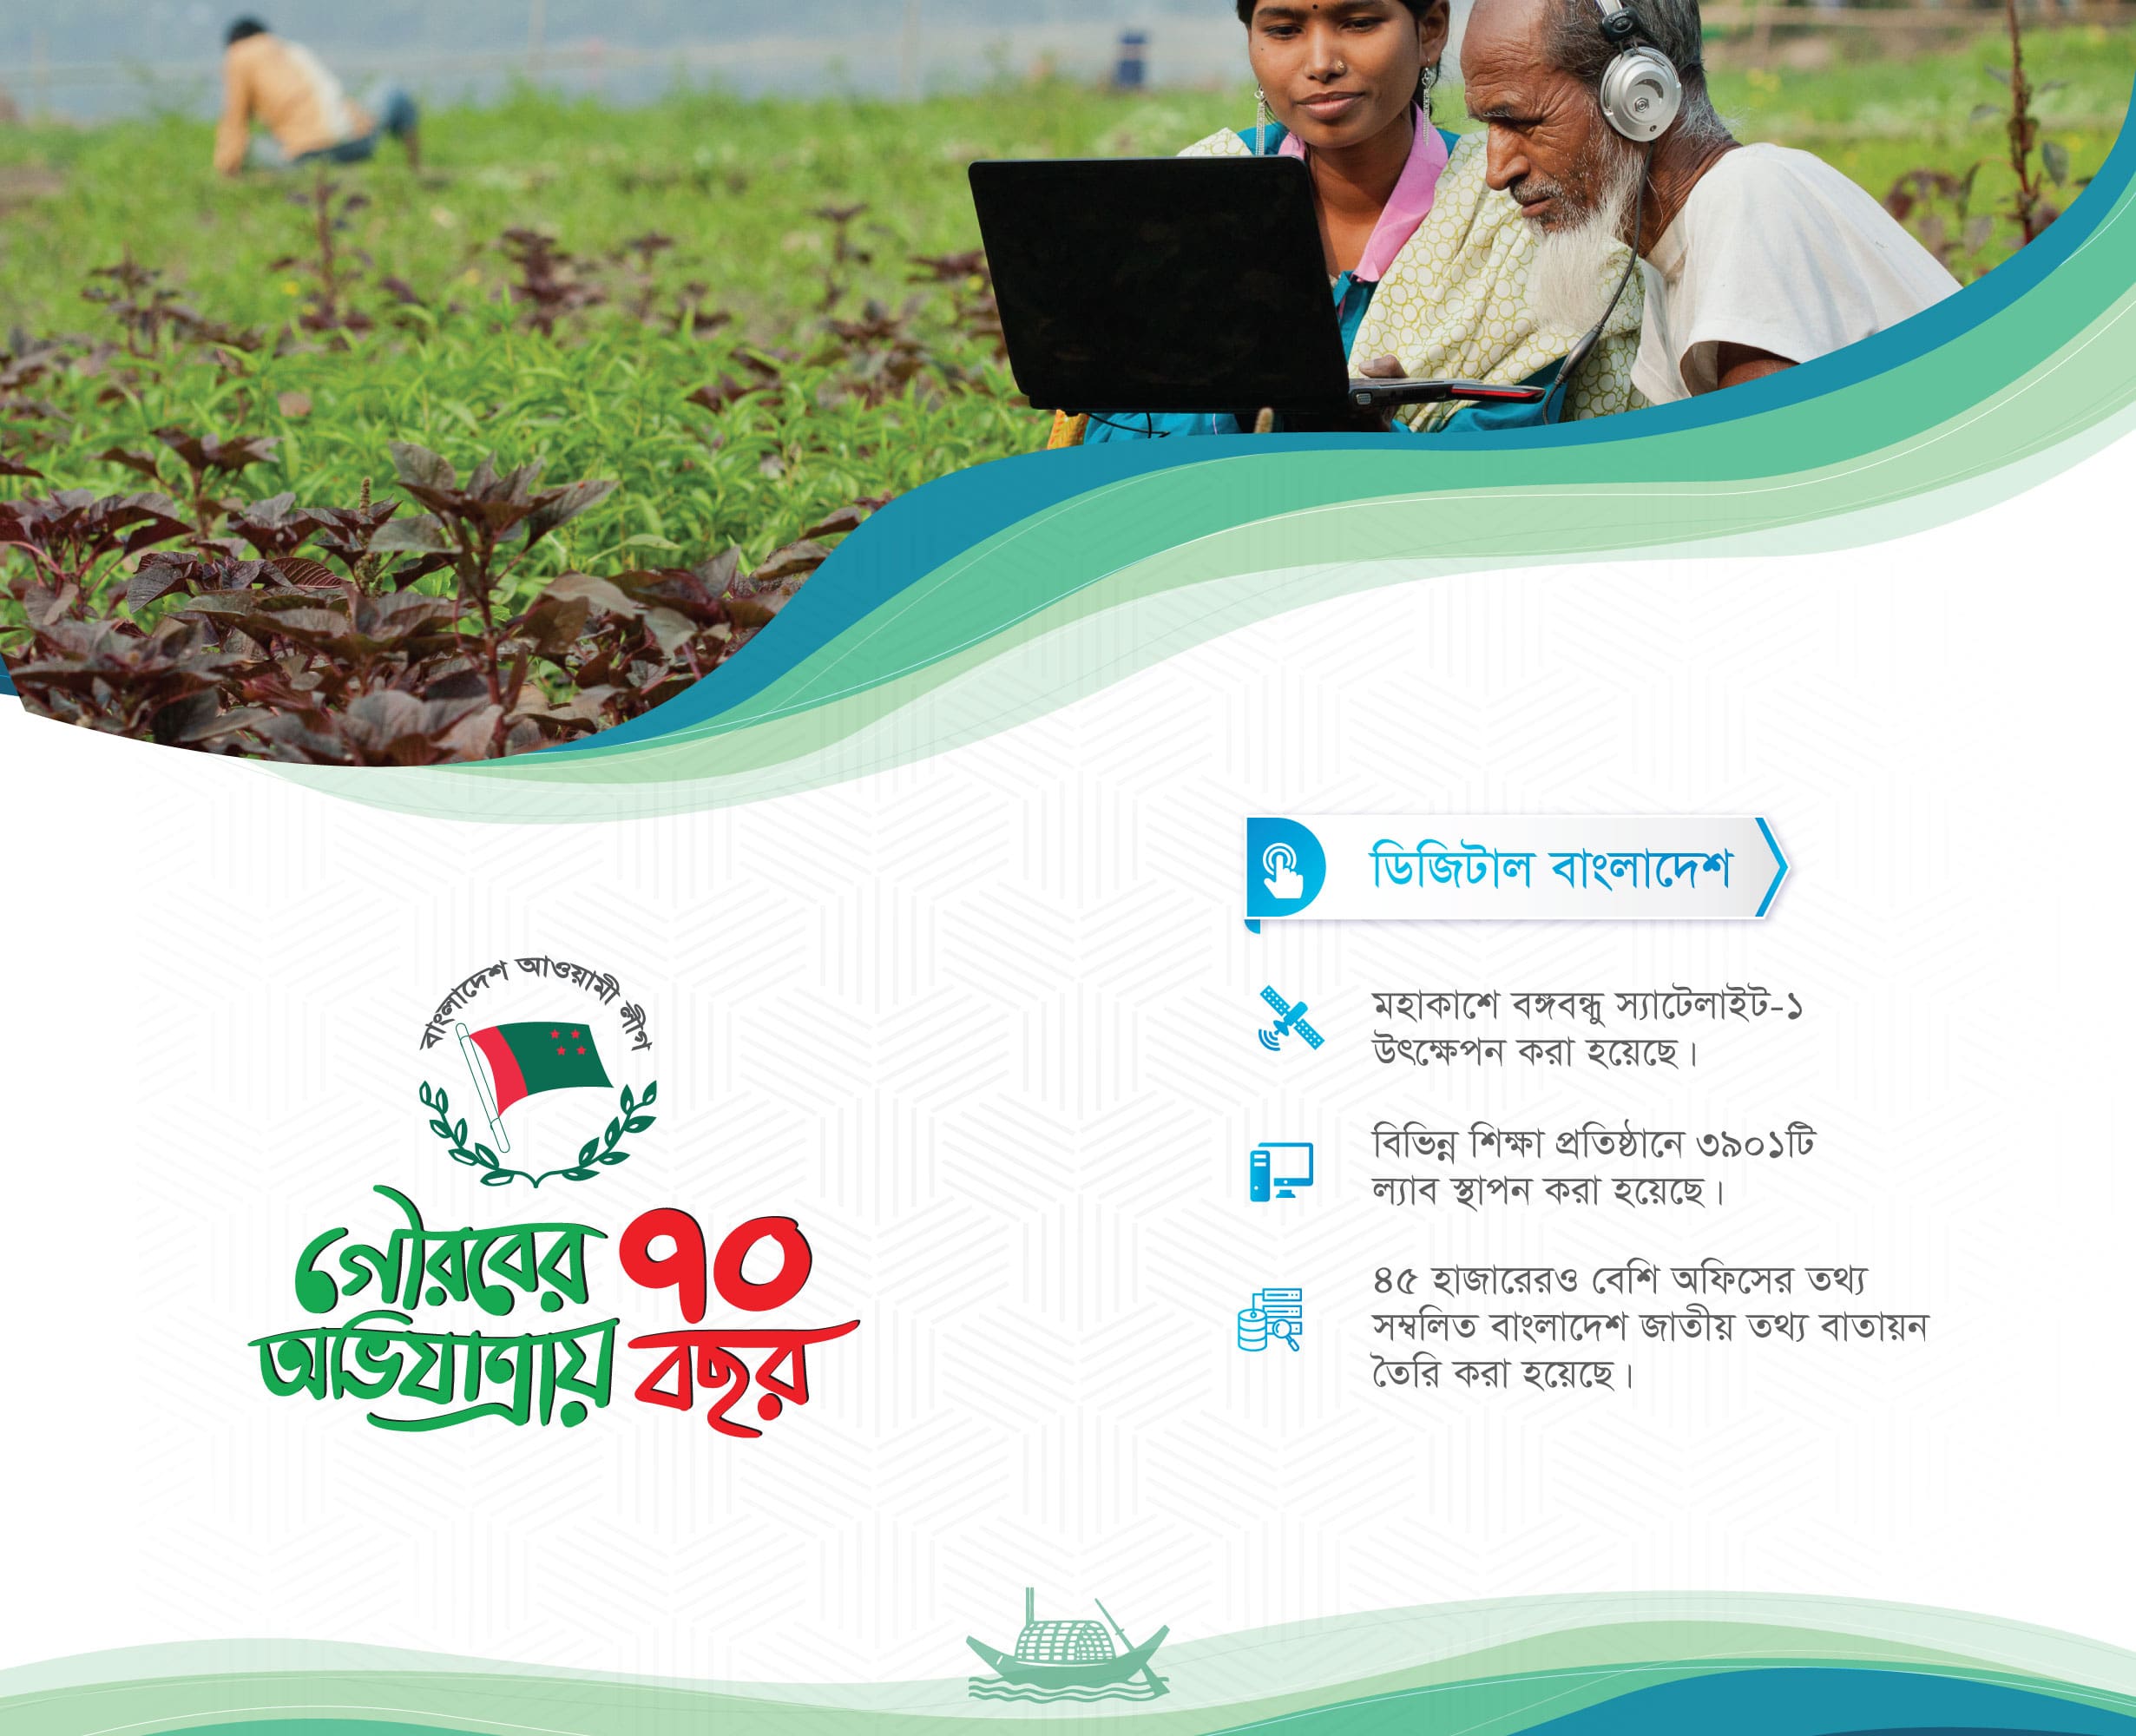 বাংলাদেশ আওয়ামী লীগ
গৌরবের ৭০
অভিযাত্রায় বছর
ডিজিটাল বাংলাদেশ
মহাকাশে বঙ্গবন্ধু স্যাটেলাইট-১
উৎক্ষেপন করা হয়েছে।
বিভিন্ন শিক্ষা প্রতিষ্ঠানে ৩৯০১টি
ল্যাব স্থাপন করা হয়েছে।
৪৫ হাজারেরও বেশি অফিসের তথ্য
সম্বলিত বাংলাদেশ জাতীয় তথ্য বাতায়ন
তৈরি করা হয়েছে।